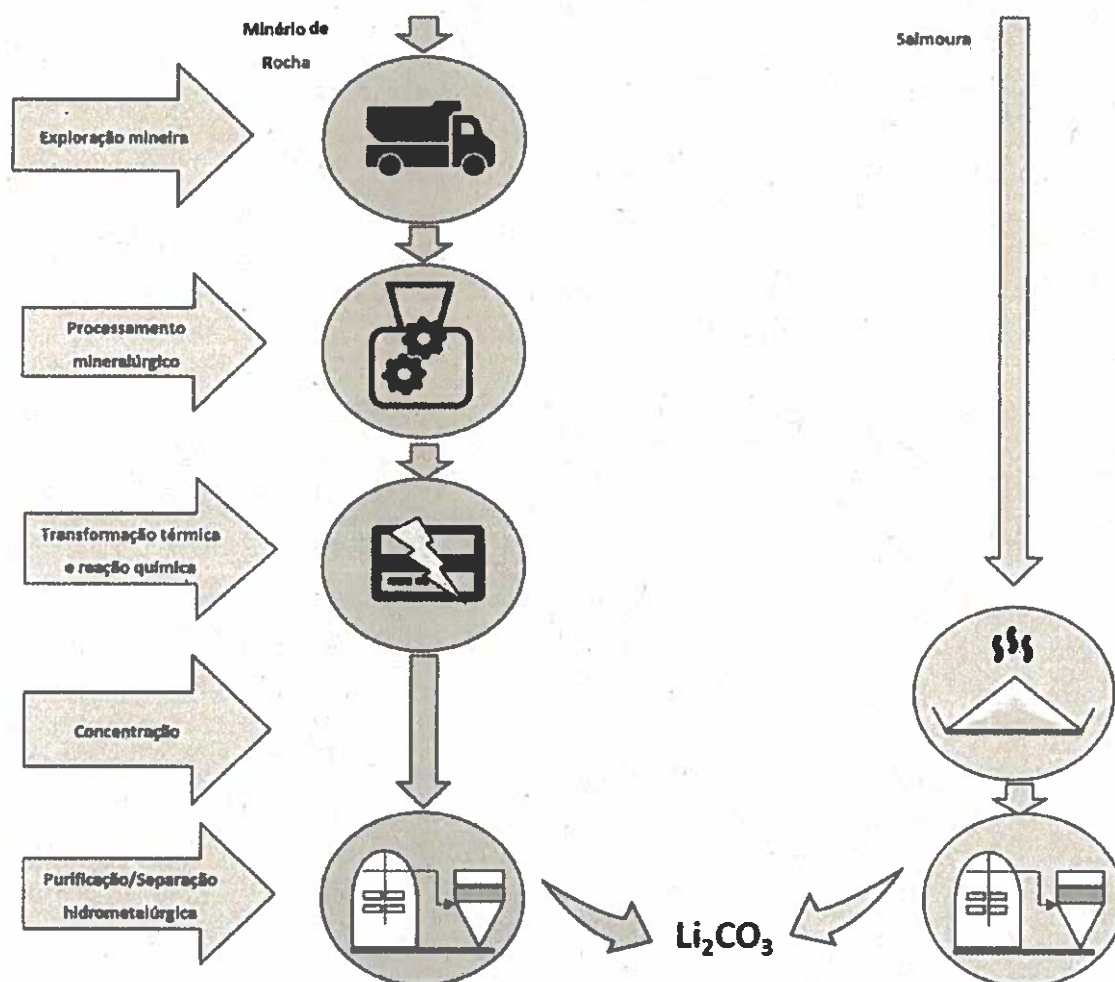 Minério de
Rocha
Salmoura
Exploração mineira
Processamento
mineralúrgico
Transformação térmica
e reação química
Concentração
Purificação/Separação
hidrometalúrgica
Li₂CO₃